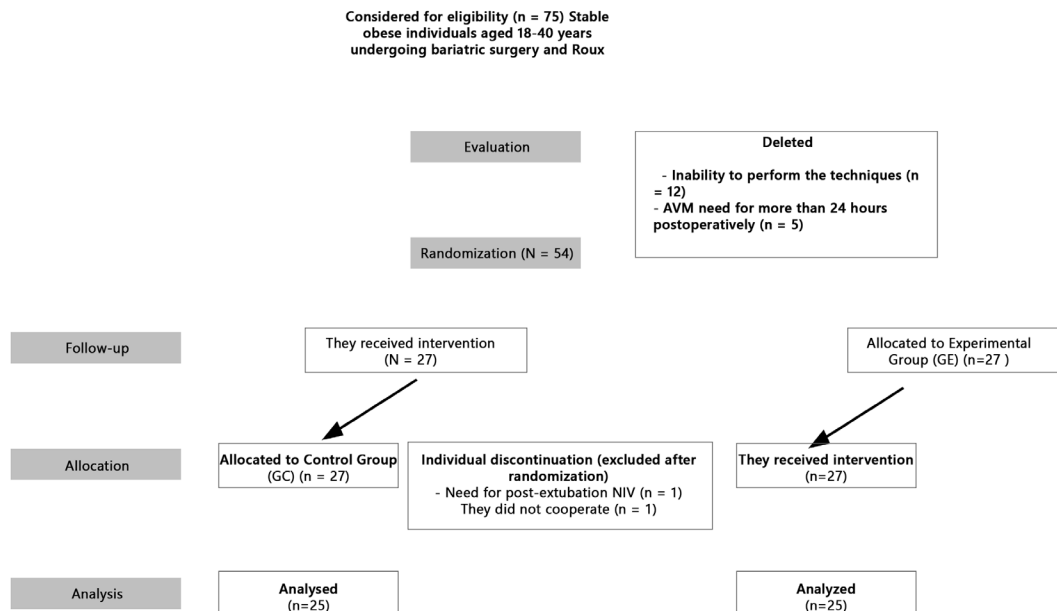 Considered for eligibility (n = 75) Stable
obese individuals aged 18-40 years
undergoing bariatric surgery and Roux
Evaluation
Deleted
- Inability to perform the techniques (n
= 12)
- AVM need for more than 24 hours
postoperatively (n = 5)
Randomization (N = 54)
Follow-up
They received intervention
(N = 27)
Allocated to Experimental
Group (GE) (n=27 )
Allocation
Allocated to Control Group
(GC) (n = 27)
Individual discontinuation (excluded after
randomization)
- Need for post-extubation NIV (n = 1)
They did not cooperate (n = 1)
They received intervention
(n=27)
Analysis
Analysed
(n=25)
Analyzed
(n=25)